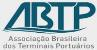 ABTP
Associação Brasileira
dos Terminais Portuários